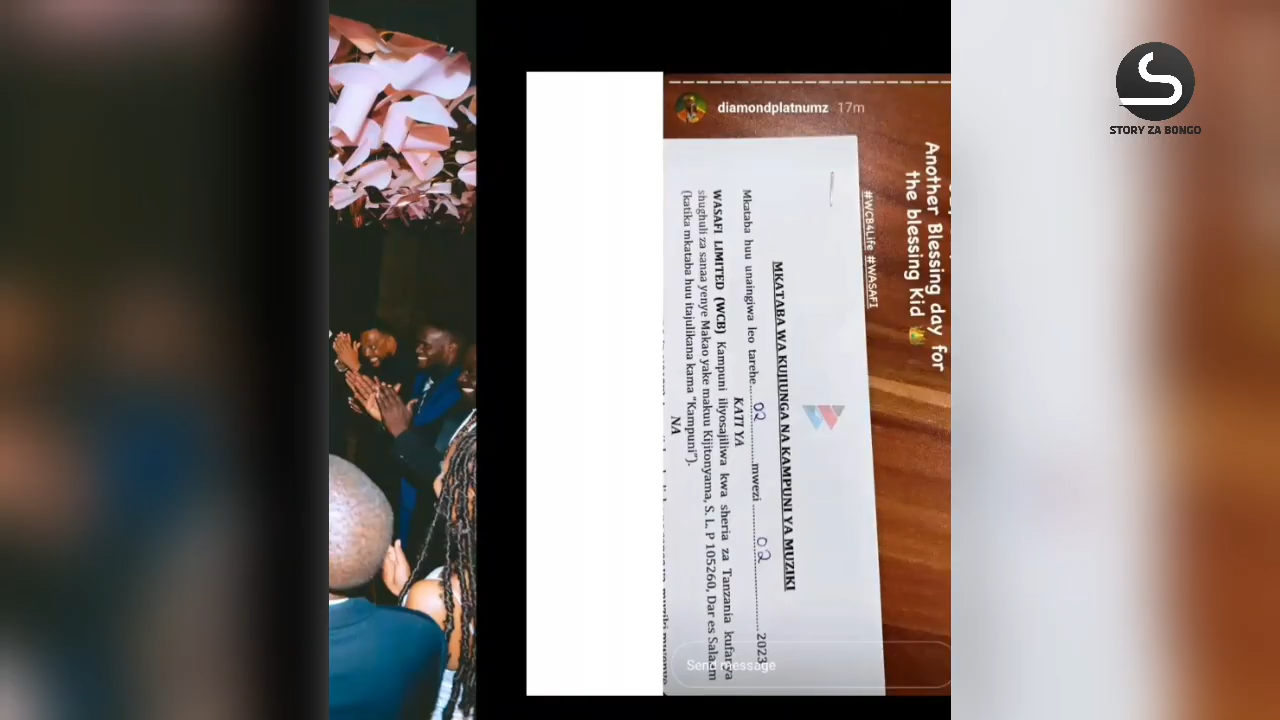 STORY ZA BONGO
diamondplatnumz 17m
Another Blessing day for
the blessing Kid
#WCB4Life #WASAFI
MKATABA WA KUJIUNGA NA KAMPUNI YA MUZIKI
Mkataba huu unaingiwa leo tarehe......02............mwezi ..........02............ 2023
KATI YA
WASAFI LIMITED (WCB) Kampuni iliyosajiliwa kwa sheria za Tanzania kufanya
shughuli za sanaa yenye Makao yake makuu Kijitonyama, S. L. P 105260, Dar es Salaam
(katika mkataba huu itajulikana kama "Kampuni").
NA
Send message